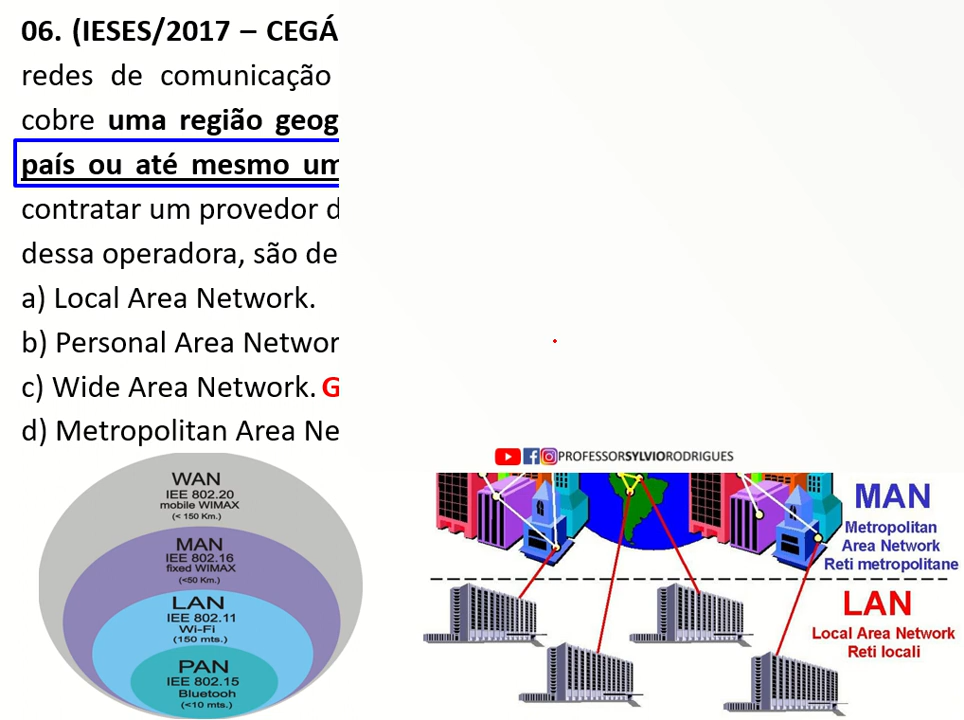 06. (IESES/2017 – CEGÁ
redes de comunicação
cobre uma região geog
país ou até mesmo um
contratar um provedor d
dessa operadora, são de
a) Local Area Network.
b) Personal Area Networ
c) Wide Area Network. G
d) Metropolitan Area Ne
PROFESSORSYLVIORODRIGUES
WAN
IEE 802.20
mobile WIMAX
(< 150 Km.)
MAN
IEE 802.16
fixed WIMAX
(<50 Km.)
LAN
IEE 802.11
Wi-Fi
(150 mts.)
PAN
IEE 802.15
Bluetooh
(<10 mts.)
MAN
Metropolitan
Area Network
Reti metropolitane
LAN
Local Area Network
Reti locali